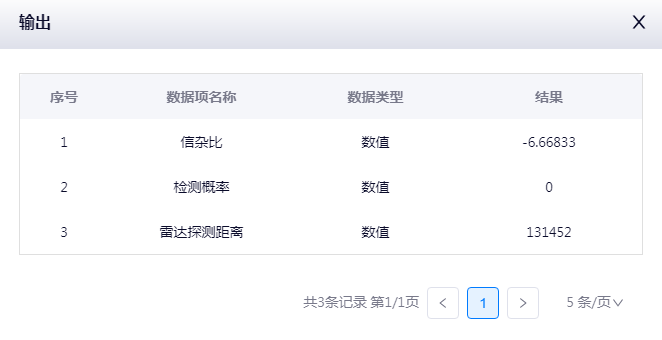 输出
序号 数据项名称 数据类型 结果
1 信杂比 数值 -6.66833
2 检测概率 数值 0
3 雷达探测距离 数值 131452
共3条记录 第1/1页 < 1 > 5 条/页